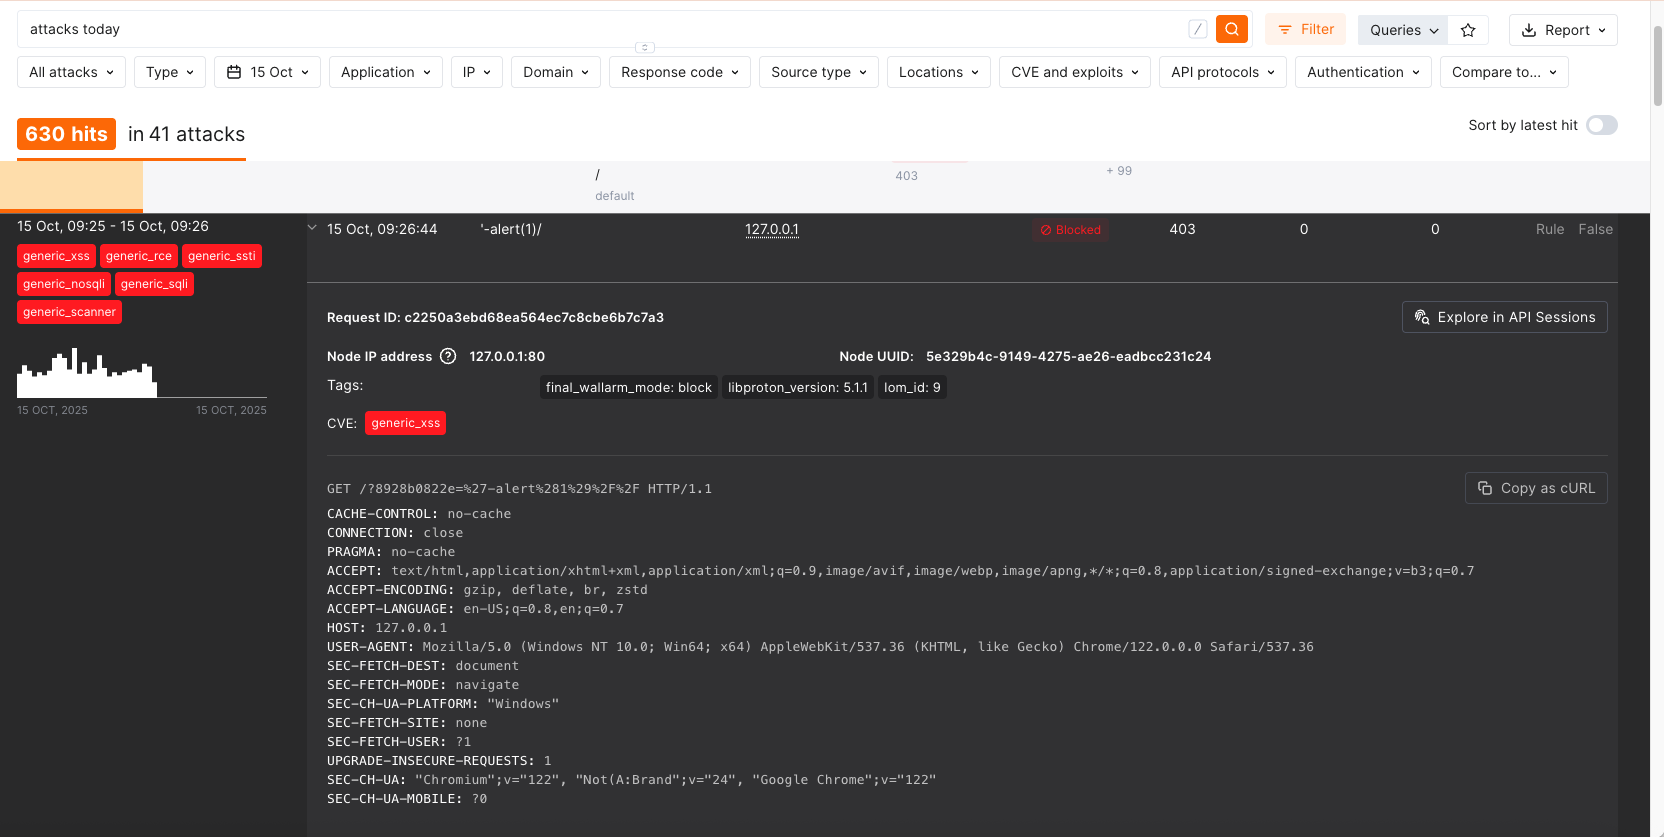 attacks today / Filter Queries Report
All attacks Type 15 Oct Application IP Domain Response code Source type Locations CVE and exploits API protocols Authentication Compare to...
630 hits in 41 attacks Sort by latest hit
/ 403 + 99
default
15 Oct, 09:25 - 15 Oct, 09:26
generic_xss generic_rce generic_ssti
generic_nosqli generic_sqli
generic_scanner
15 OCT, 2025 15 OCT, 2025
15 Oct, 09:26:44 '-alert(1)/ 127.0.0.1 Blocked 403 0 0 Rule False
Request ID: c2250a3ebd68ea564ec7c8cbe6b7c7a3 Explore in API Sessions
Node IP address ? 127.0.0.1:80 Node UUID: 5e329b4c-9149-4275-ae26-eadbcc231c24
Tags: final_wallarm_mode: block libproton_version: 5.1.1 lom_id: 9
CVE: generic_xss
GET /?8928b0822e=%27-alert%281%29%2F%2F HTTP/1.1 Copy as cURL
CACHE-CONTROL: no-cache
CONNECTION: close
PRAGMA: no-cache
ACCEPT: text/html,application/xhtml+xml,application/xml;q=0.9,image/avif,image/webp,image/apng,*/*;q=0.8,application/signed-exchange;v=b3;q=0.7
ACCEPT-ENCODING: gzip, deflate, br, zstd
ACCEPT-LANGUAGE: en-US;q=0.8,en;q=0.7
HOST: 127.0.0.1
USER-AGENT: Mozilla/5.0 (Windows NT 10.0; Win64; x64) AppleWebKit/537.36 (KHTML, like Gecko) Chrome/122.0.0.0 Safari/537.36
SEC-FETCH-DEST: document
SEC-FETCH-MODE: navigate
SEC-CH-UA-PLATFORM: "Windows"
SEC-FETCH-SITE: none
SEC-FETCH-USER: ?1
UPGRADE-INSECURE-REQUESTS: 1
SEC-CH-UA: "Chromium";v="122", "Not(A:Brand";v="24", "Google Chrome";v="122"
SEC-CH-UA-MOBILE: ?0